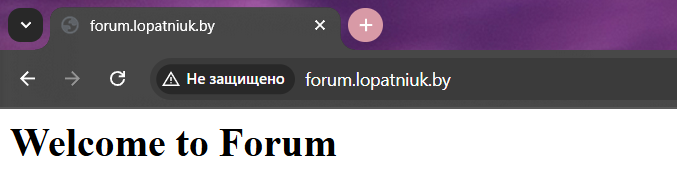 forum.lopatniuk.by
Не защищено forum.lopatniuk.by
Welcome to Forum